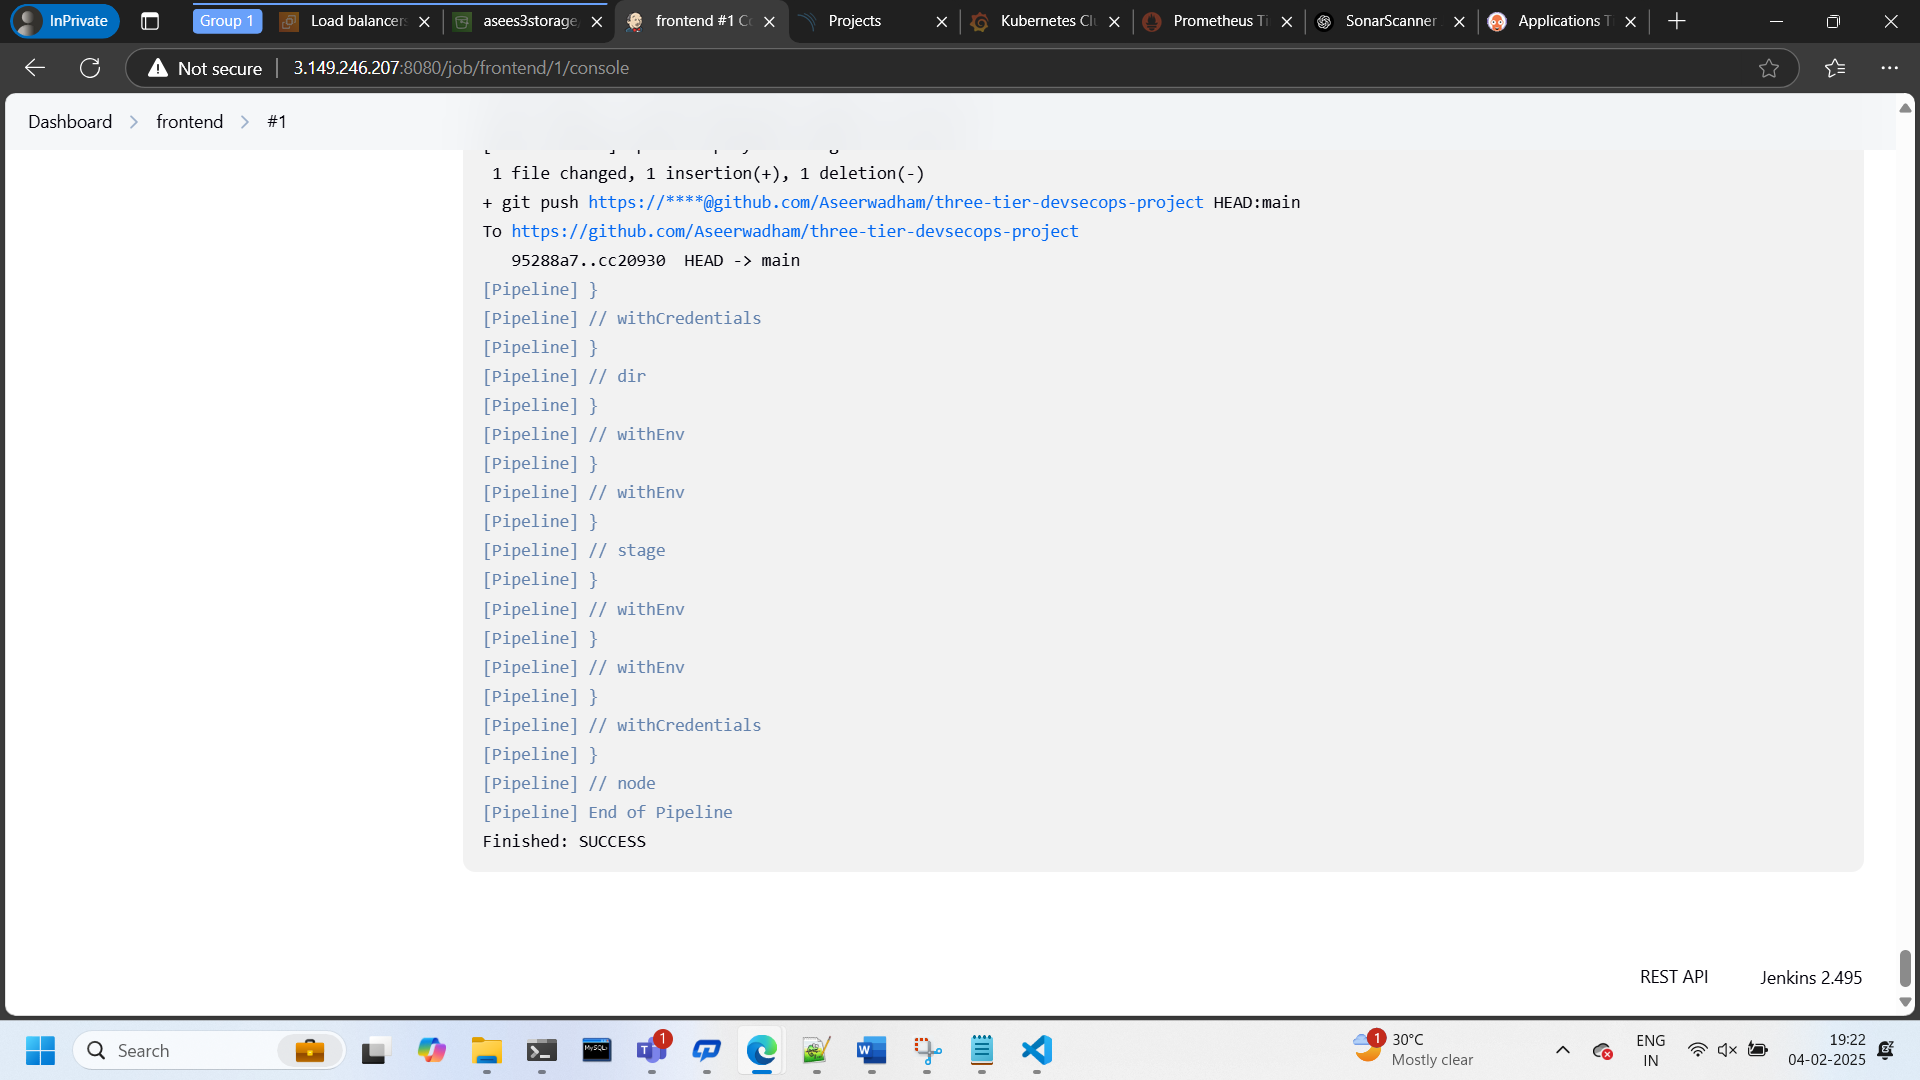 InPrivate
Group 1
Load balancers
asees3storage
frontend #1 Co
Projects
Kubernetes Clu
Prometheus Ti
SonarScanner
Applications T
Not secure
3.149.246.207:8080/job/frontend/1/console
Dashboard
frontend
#1
1 file changed, 1 insertion(+), 1 deletion(-)
+ git push https://****@github.com/Aseerwadham/three-tier-devsecops-project HEAD:main
To https://github.com/Aseerwadham/three-tier-devsecops-project
95288a7..cc20930 HEAD -> main
[Pipeline] }
[Pipeline] // withCredentials
[Pipeline] }
[Pipeline] // dir
[Pipeline] }
[Pipeline] // withEnv
[Pipeline] }
[Pipeline] // withEnv
[Pipeline] }
[Pipeline] // stage
[Pipeline] }
[Pipeline] // withEnv
[Pipeline] }
[Pipeline] // withEnv
[Pipeline] }
[Pipeline] // withCredentials
[Pipeline] }
[Pipeline] // node
[Pipeline] End of Pipeline
Finished: SUCCESS
REST API
Jenkins 2.495
Search
1
1
30°C
Mostly clear
ENG
IN
19:22
04-02-2025